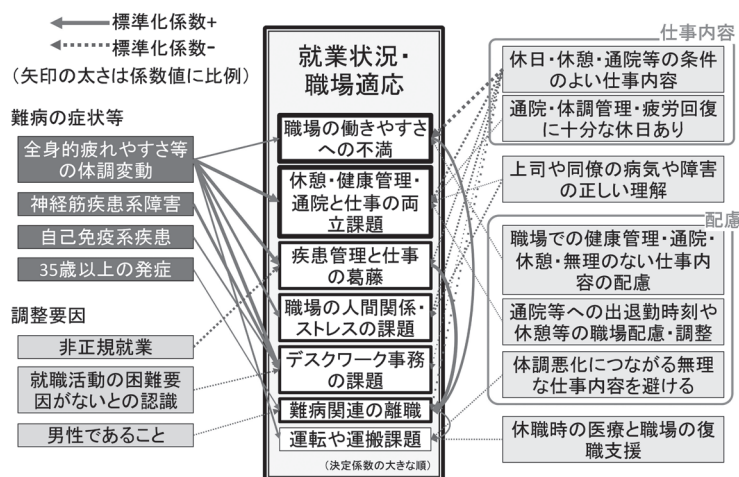 標準化係数+
標準化係数-
(矢印の太さは係数値に比例)
難病の症状等
全身的疲れやすさ等
の体調変動
神経筋疾患系障害
自己免疫系疾患
35歳以上の発症
調整要因
非正規就業
就職活動の困難要
因がないとの認識
男性であること
就業状況・
職場適応
職場の働きやすさ
への不満
休憩・健康管理・
通院と仕事の両
立課題
疾患管理と仕事
の葛藤
職場の人間関係・
ストレスの課題
デスクワーク事務
の課題
難病関連の離職
運転や運搬課題
(決定係数の大きな順)
仕事内容
休日・休憩・通院等の条件
のよい仕事内容
通院・体調管理・疲労回復
に十分な休日あり
上司や同僚の病気や障害
の正しい理解
配慮
職場での健康管理・通院・
休憩・無理のない仕事内
容の配慮
通院等への出退勤時刻や
休憩等の職場配慮・調整
体調悪化につながる無理
な仕事内容を避ける
休職時の医療と職場の復
職支援